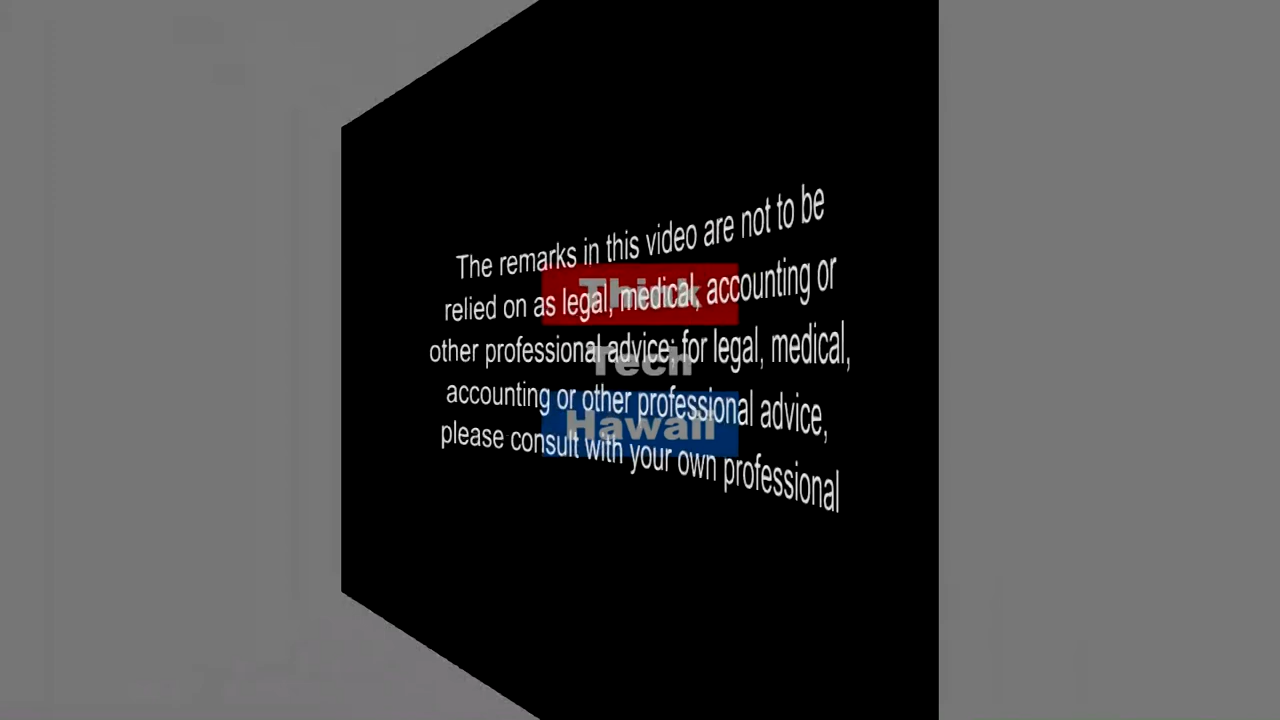 The remarks in this video are not to be
relied on as legal, medical, accounting or
other professional advice; for legal, medical,
accounting or other professional advice,
please consult with your own professional
Think
Tech
Hawaii